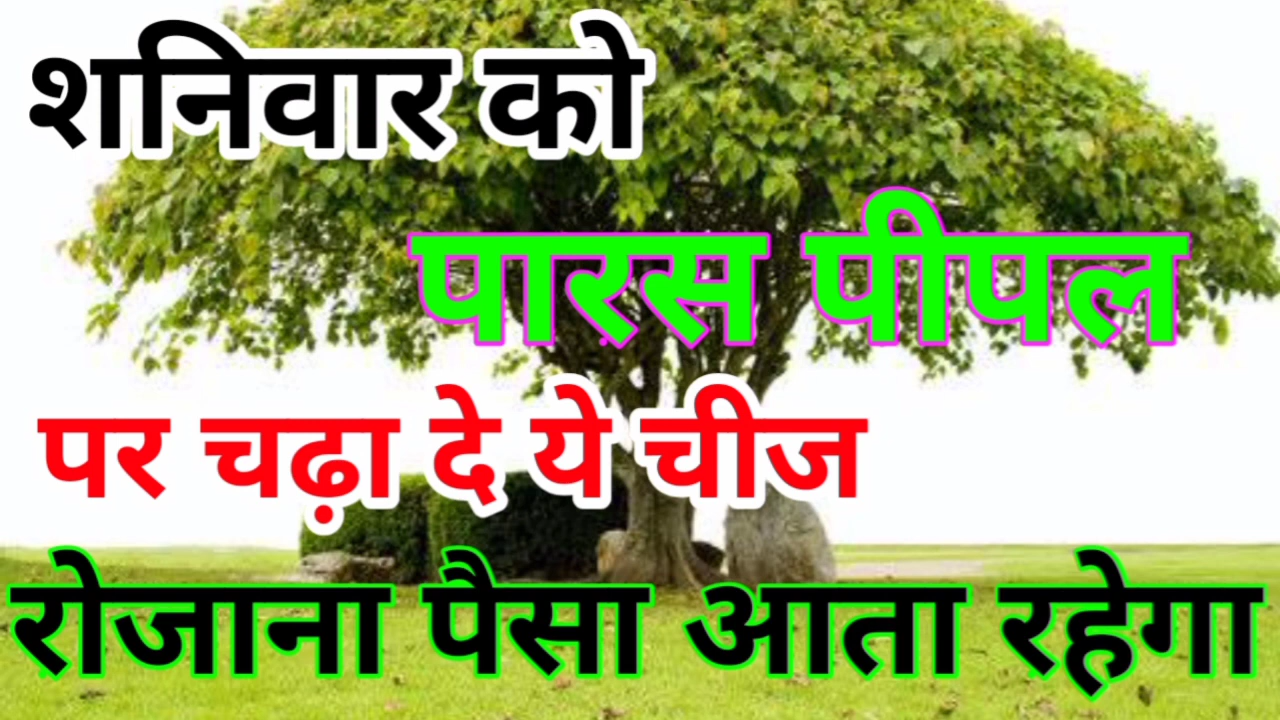 शनिवार को
पारस पीपल
पर चढ़ा दे ये चीज
रोजाना पैसा आता रहेगा